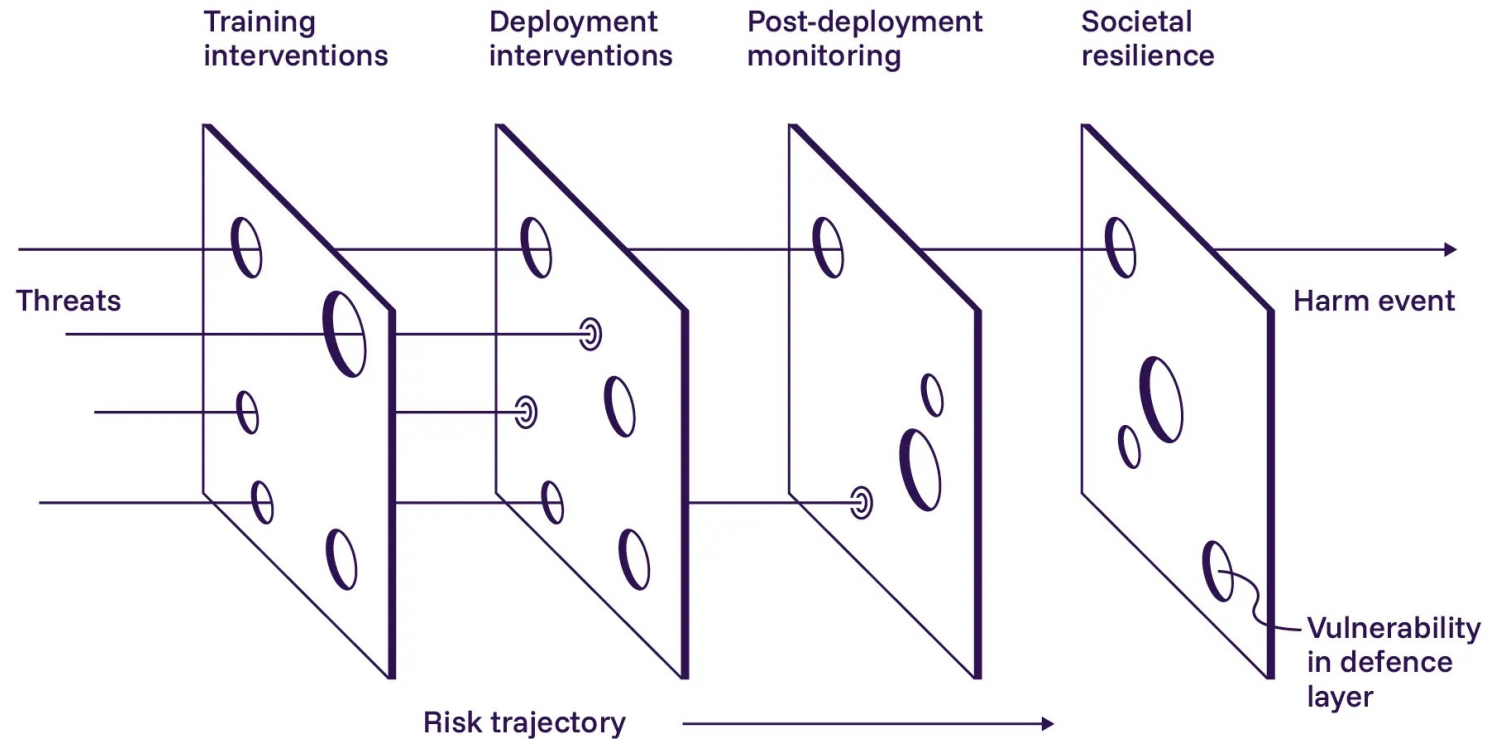 Training
interventions
Deployment
interventions
Post-deployment
monitoring
Societal
resilience
Threats
Harm event
Vulnerability
in defence
layer
Risk trajectory